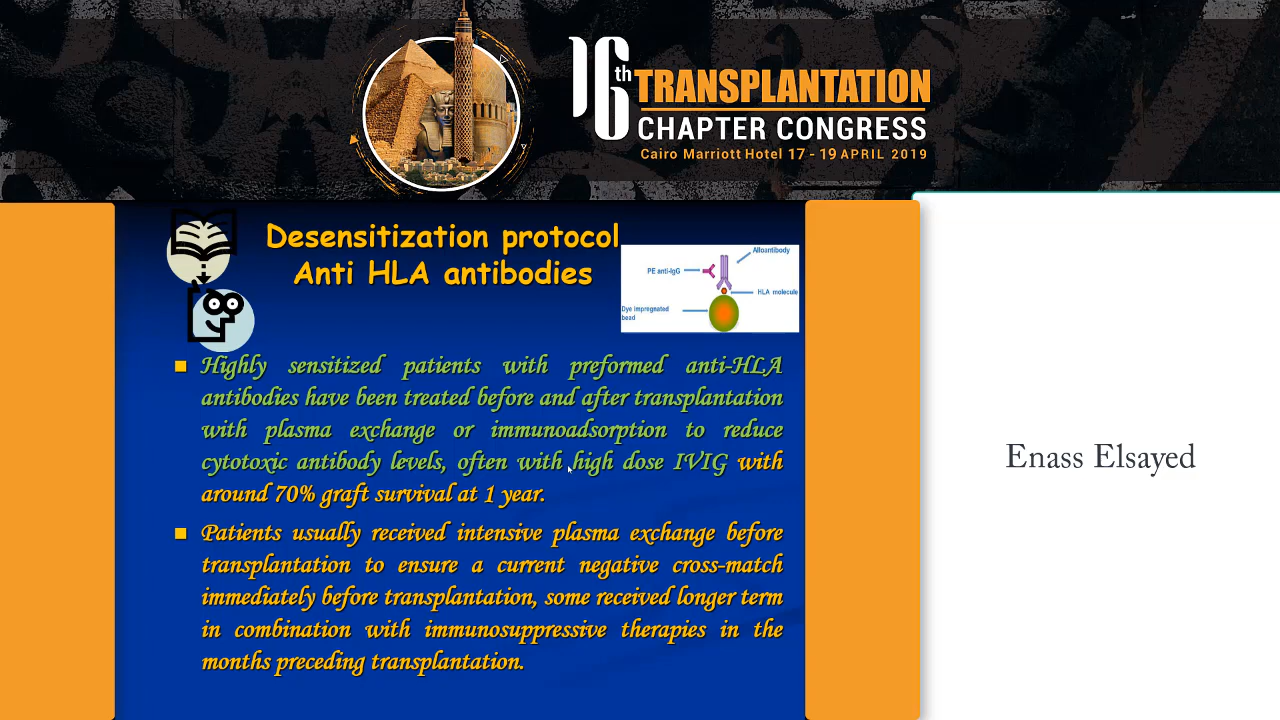 16th TRANSPLANTATION
CHAPTER CONGRESS
Cairo Marriott Hotel 17 - 19 APRIL 2019
Desensitization protocol
Anti HLA antibodies
Alloantibody
PE anti-IgG
HLA molecule
Dye impregnated
bead
Highly sensitized patients with preformed anti-HLA
antibodies have been treated before and after transplantation
with plasma exchange or immunoadsorption to reduce
cytotoxic antibody levels, often with high dose IVIG with
around 70% graft survival at 1 year.
Patients usually received intensive plasma exchange before
transplantation to ensure a current negative cross-match
immediately before transplantation, some received longer term
in combination with immunosuppressive therapies in the
months preceding transplantation.
Enass Elsayed